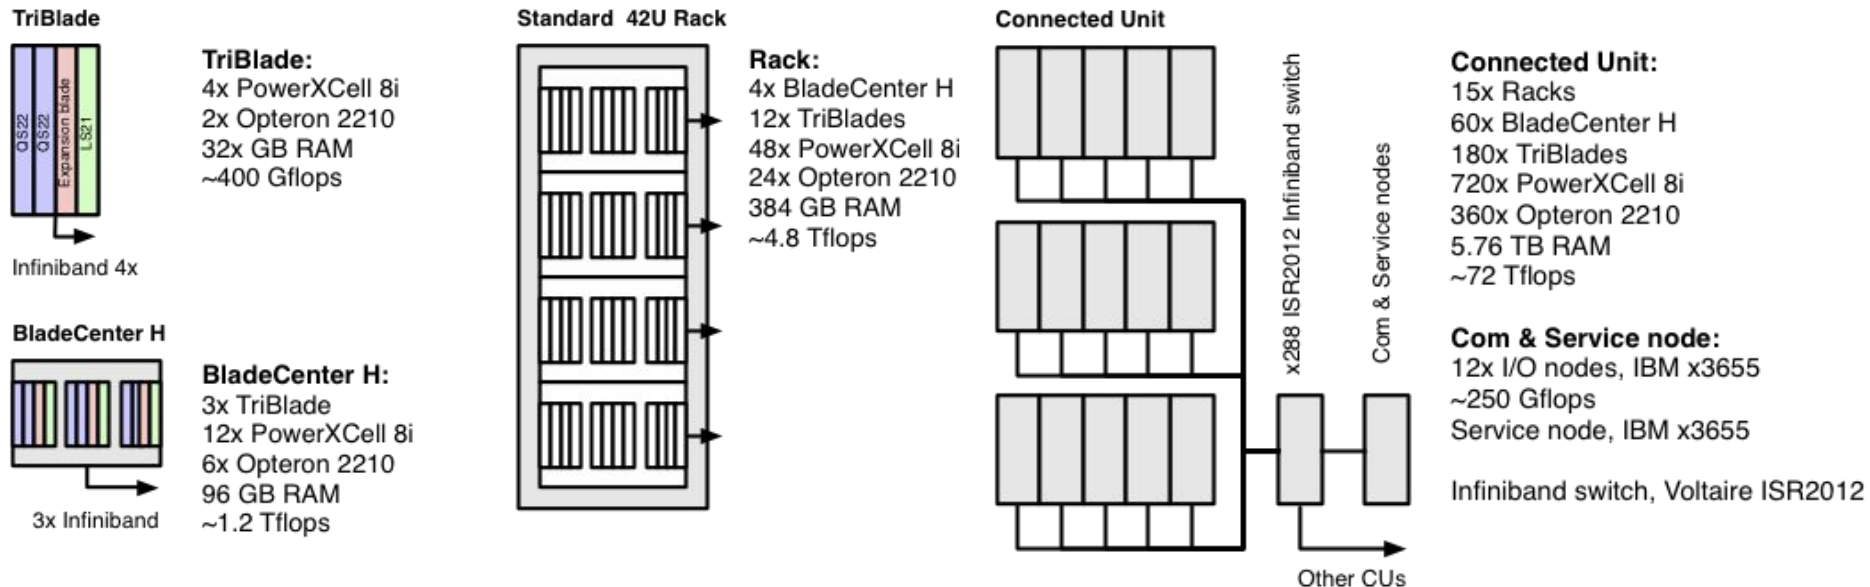 TriBlade
QS22
QS22
Expansion blade
LS21
Infiniband 4x
TriBlade:
4x PowerXCell 8i
2x Opteron 2210
32x GB RAM
~400 Gflops
BladeCenter H
3x Infiniband
BladeCenter H:
3x TriBlade
12x PowerXCell 8i
6x Opteron 2210
96 GB RAM
~1.2 Tflops
Standard 42U Rack
Rack:
4x BladeCenter H
12x TriBlades
48x PowerXCell 8i
24x Opteron 2210
384 GB RAM
~4.8 Tflops
Connected Unit
x288 ISR2012 Infiniband switch
Com & Service nodes
Other CUs
Connected Unit:
15x Racks
60x BladeCenter H
180x TriBlades
720x PowerXCell 8i
360x Opteron 2210
5.76 TB RAM
~72 Tflops
Com & Service node:
12x I/O nodes, IBM x3655
~250 Gflops
Service node, IBM x3655
Infiniband switch, Voltaire ISR2012